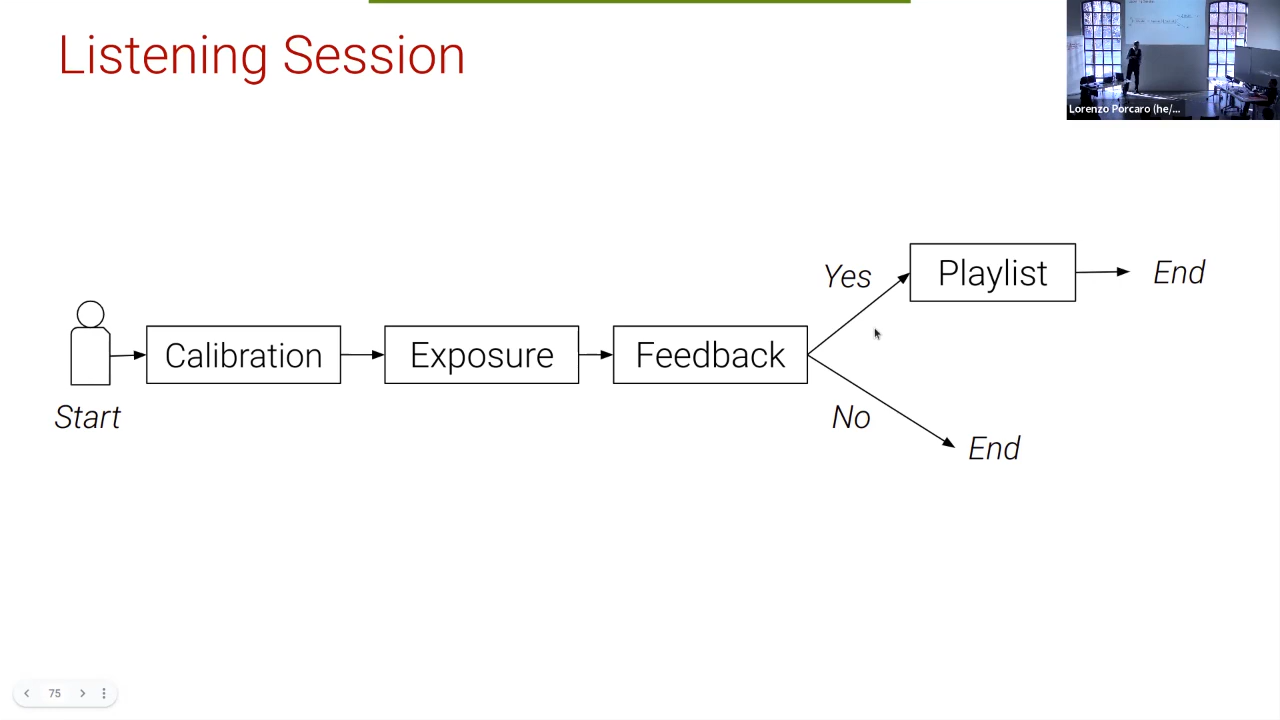 Listening Session
Lorenzo Porcaro (he/...
Yes
Playlist
End
Calibration
Exposure
Feedback
Start
No
End
75